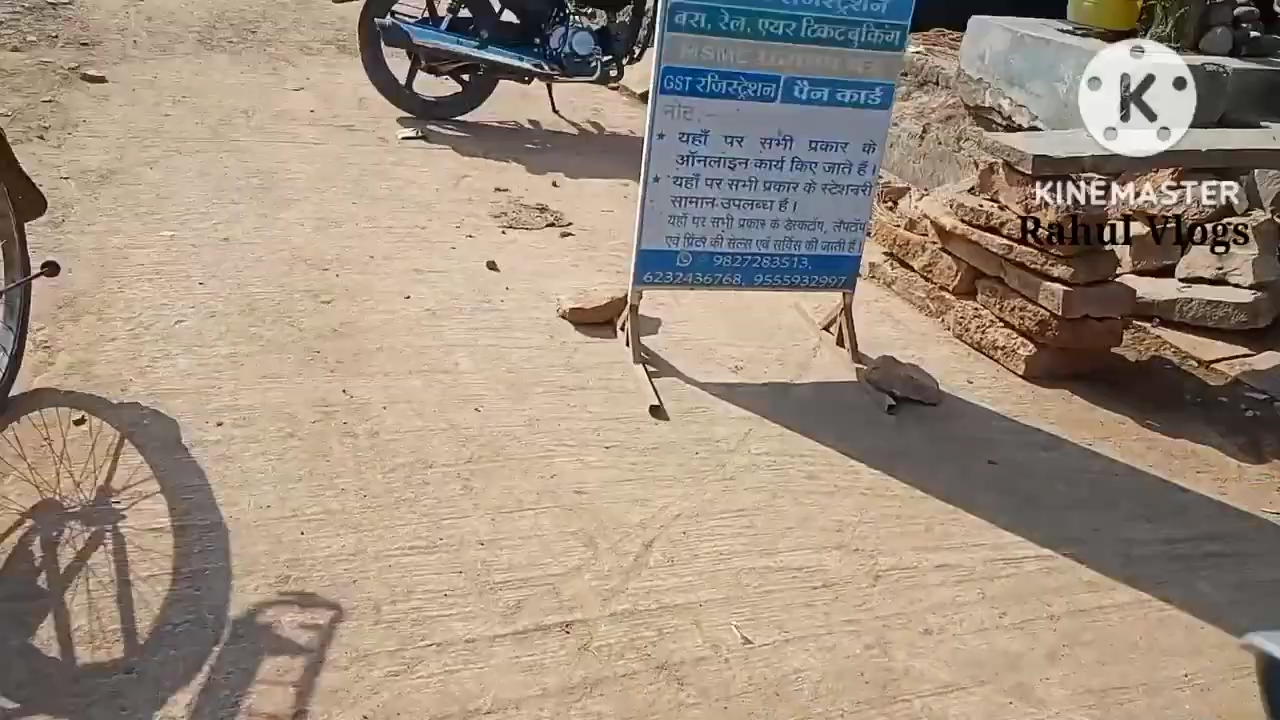 बस, रेल, एयर टिकट बुकिंग
GST रजिस्ट्रेशन पैन कार्ड
नोट:-
★ यहाँ पर सभी प्रकार के
ऑनलाइन कार्य किए जाते हैं।
★ यहाँ पर सभी प्रकार के स्टेशनरी
सामान उपलब्ध हैं।
यहाँ पर सभी प्रकार के डेस्कटॉप, लैपटॉप
एवं प्रिंटर की सेल्स एवं सर्विस की जाती हैं।
9827283513,
6232436768, 9555932997
K
KINEMASTER
Rahul Vlogs